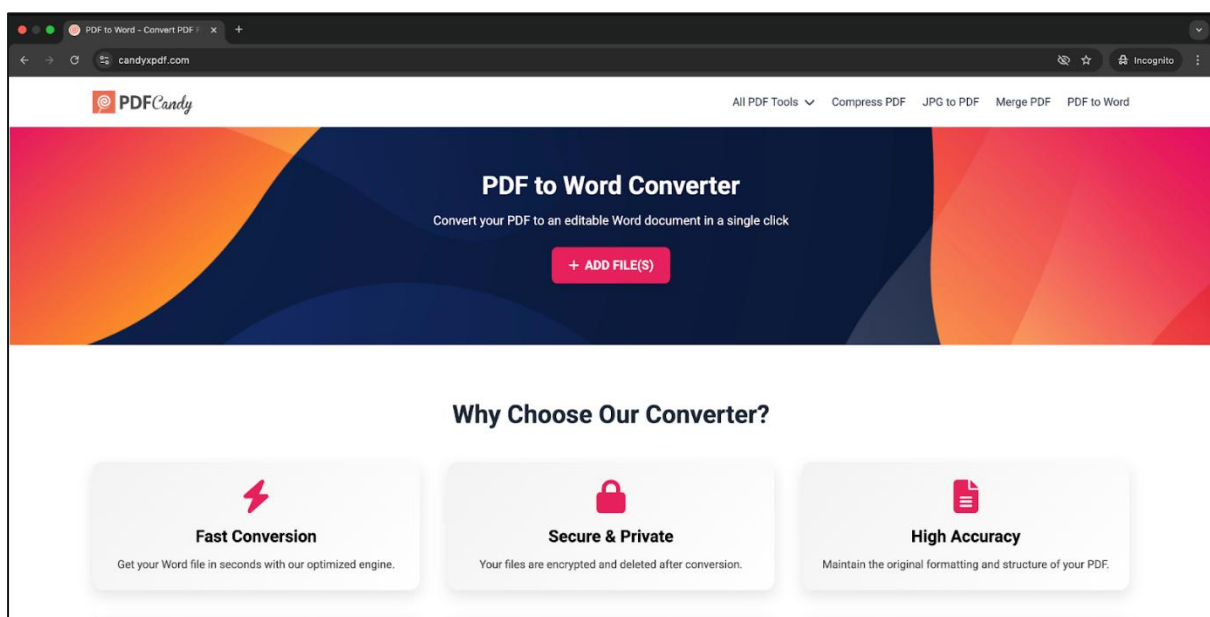 PDF to Word - Convert PDF F
candyxpdf.com
Incognito
PDFCandy
All PDF Tools
Compress PDF
JPG to PDF
Merge PDF
PDF to Word
PDF to Word Converter
Convert your PDF to an editable Word document in a single click
+ ADD FILE(S)
Why Choose Our Converter?
Fast Conversion
Get your Word file in seconds with our optimized engine.
Secure & Private
Your files are encrypted and deleted after conversion.
High Accuracy
Maintain the original formatting and structure of your PDF.